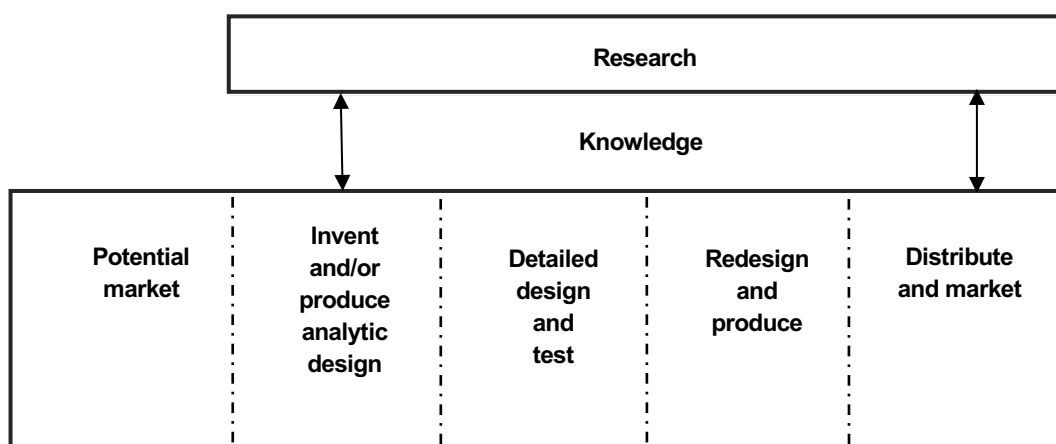 Research
Knowledge
Potential
market
Invent
and/or
produce
analytic
design
Detailed
design
and
test
Redesign
and
produce
Distribute
and market